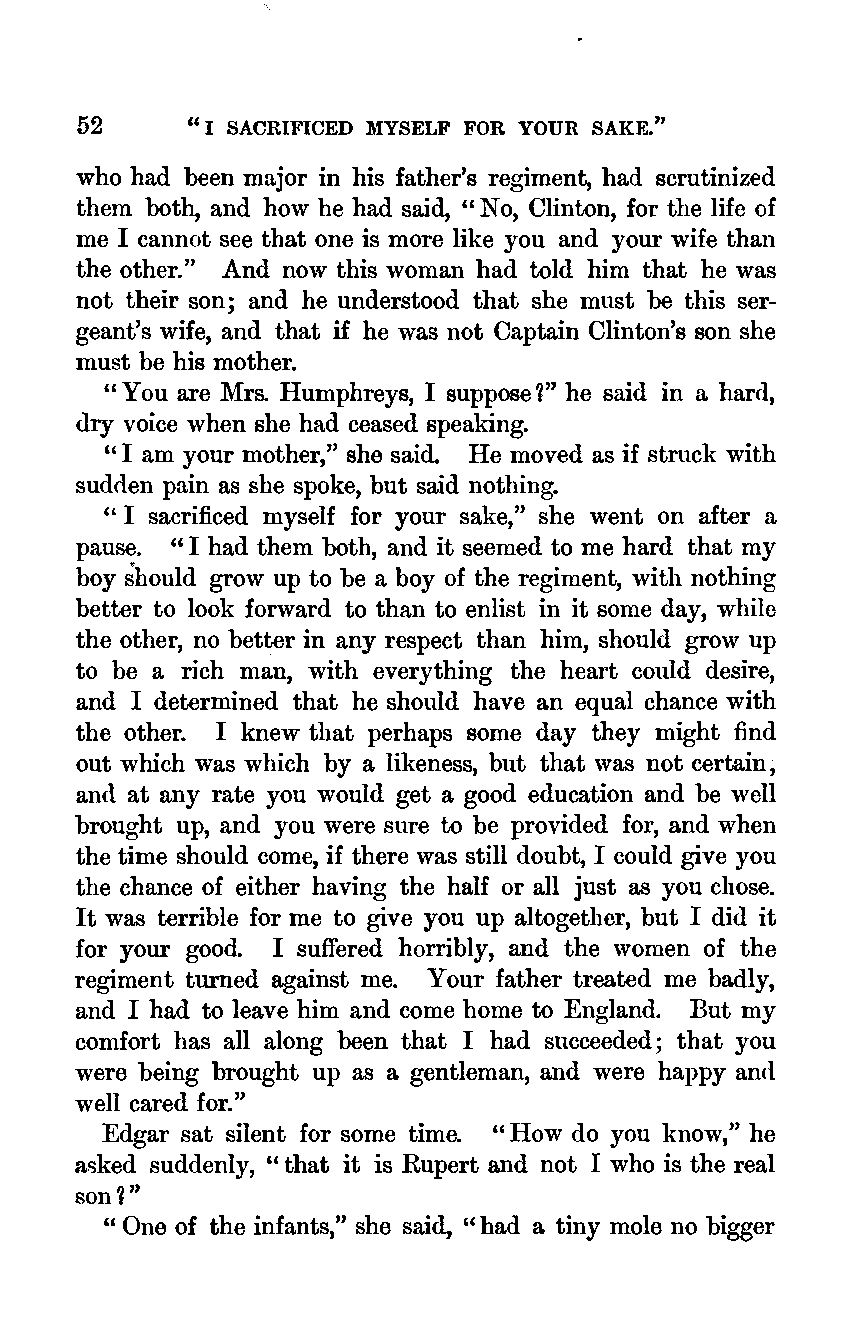 52 "I SACRIFICED MYSELF FOR YOUR SAKE."
who had been major in his father's regiment, had scrutinized
them both, and how he had said, "No, Clinton, for the life of
me I cannot see that one is more like you and your wife than
the other." And now this woman had told him that he was
not their son; and he understood that she must be this ser-
geant's wife, and that if he was not Captain Clinton's son she
must be his mother.
"You are Mrs. Humphreys, I suppose?" he said in a hard,
dry voice when she had ceased speaking.
"I am your mother," she said. He moved as if struck with
sudden pain as she spoke, but said nothing.
"I sacrificed myself for your sake," she went on after a
pause. "I had them both, and it seemed to me hard that my
boy should grow up to be a boy of the regiment, with nothing
better to look forward to than to enlist in it some day, while
the other, no better in any respect than him, should grow up
to be a rich man, with everything the heart could desire,
and I determined that he should have an equal chance with
the other. I knew that perhaps some day they might find
out which was which by a likeness, but that was not certain,
and at any rate you would get a good education and be well
brought up, and you were sure to be provided for, and when
the time should come, if there was still doubt, I could give you
the chance of either having the half or all just as you chose.
It was terrible for me to give you up altogether, but I did it
for your good. I suffered horribly, and the women of the
regiment turned against me. Your father treated me badly,
and I had to leave him and come home to England. But my
comfort has all along been that I had succeeded; that you
were being brought up as a gentleman, and were happy and
well cared for."
Edgar sat silent for some time. "How do you know," he
asked suddenly, "that it is Rupert and not I who is the real
son?"
"One of the infants," she said, "had a tiny mole no bigger